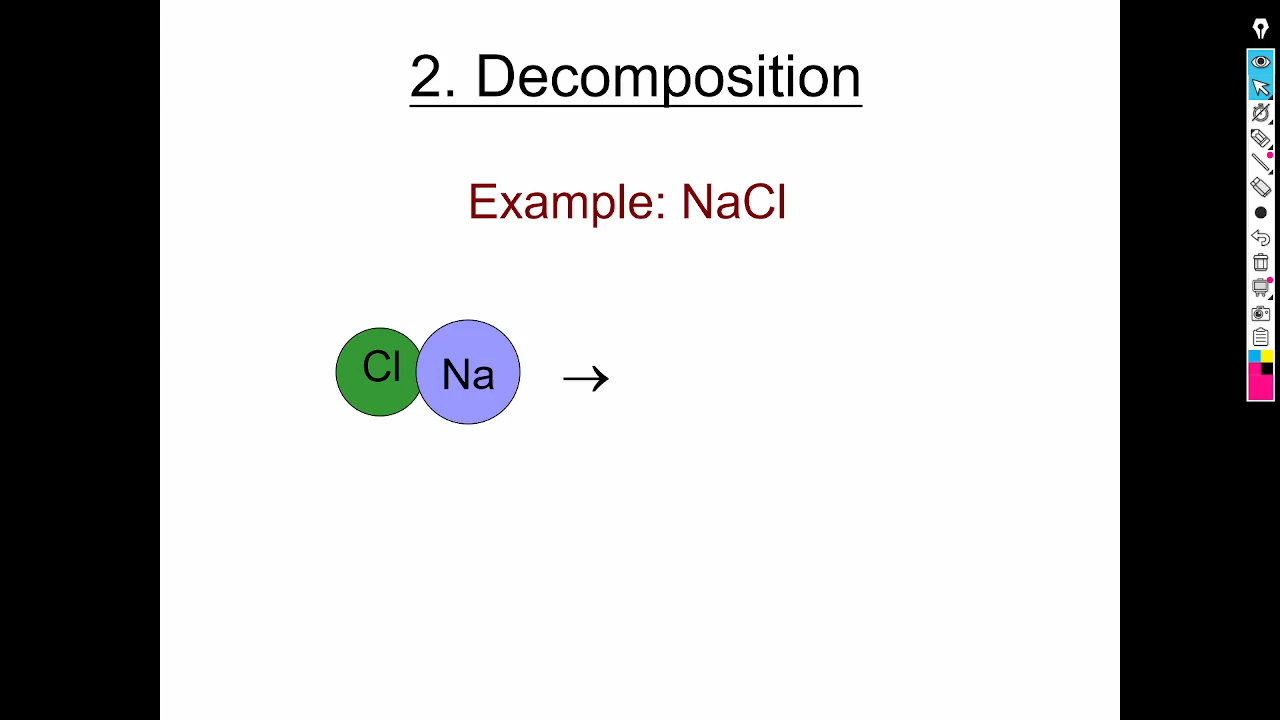 2. Decomposition
Example: NaCl
Cl Na →